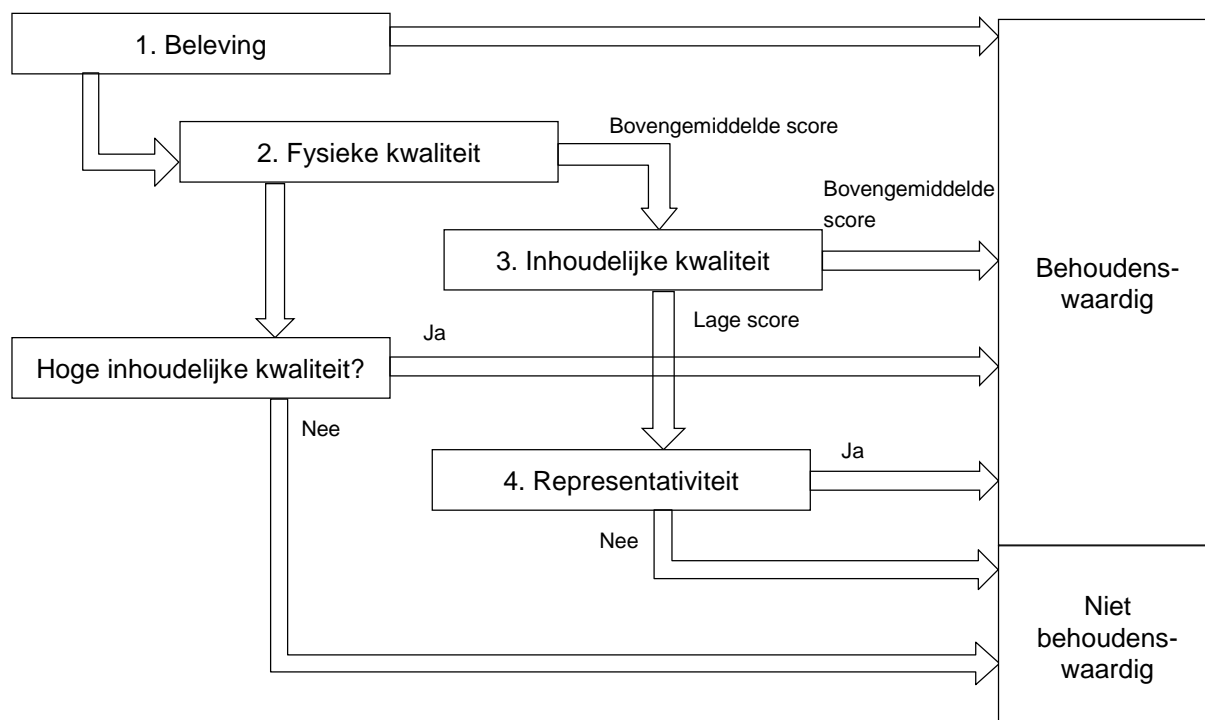 1. Beleving
Bovengemiddelde score
2. Fysieke kwaliteit
Bovengemiddelde
score
3. Inhoudelijke kwaliteit
Behoudens-
waardig
Lage score
Ja
Hoge inhoudelijke kwaliteit?
Nee
Ja
4. Representativiteit
Nee
Niet
behoudens-
waardig